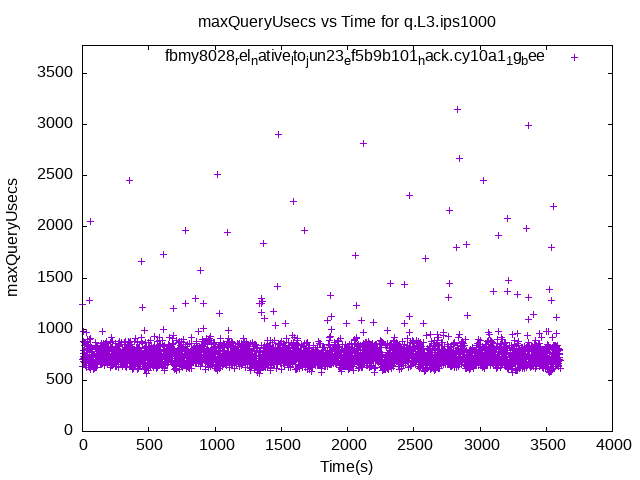 maxQueryUsecs vs Time for q.L3.ips1000
fbmy8028relnativeltojun23ef5b9b101hack.cy10a11gbee
3500
3000
2500
2000
1500
1000
500
0
maxQueryUsecs
0 500 1000 1500 2000 2500 3000 3500 4000
Time(s)